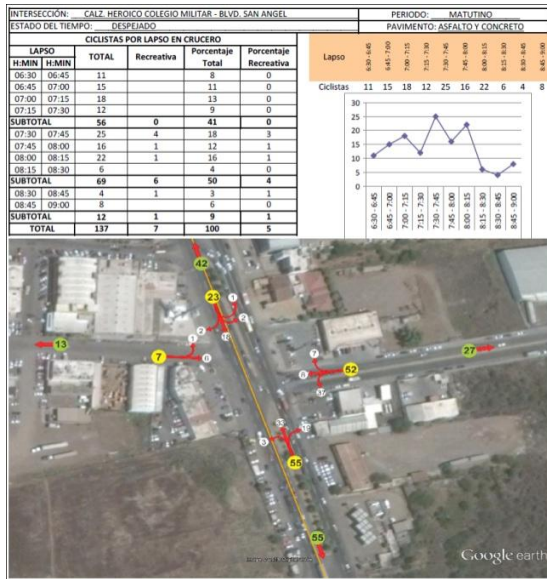 INTERSECCIÓN: CALZ. HEROICO COLEGIO MILITAR - BLVD. SAN ANGEL PERIODO: MATUTINO
ESTADO DEL TIEMPO: DESPEJADO PAVIMENTO: ASFALTO Y CONCRETO
CICLISTAS POR LAPSO EN CRUCERO
LAPSO TOTAL Recreativa Porcentaje Total Porcentaje Recreativa
H:MIN H:MIN
06:30 06:45 11 8 0
06:45 07:00 15 11 0
07:00 07:15 18 13 0
07:15 07:30 12 9 0
SUBTOTAL 56 0 41 0
07:30 07:45 25 4 18 3
07:45 08:00 16 1 12 1
08:00 08:15 22 1 16 1
08:15 08:30 6 4 0
SUBTOTAL 69 6 50 4
08:30 08:45 4 1 3 1
08:45 09:00 8 6 0
SUBTOTAL 12 1 9 1
TOTAL 137 7 100 5
Lapso 6:30 - 6:45 6:45 - 7:00 7:00 - 7:15 7:15 - 7:30 7:30 - 7:45 7:45 - 8:00 8:00 - 8:15 8:15 - 8:30 8:30 - 8:45 8:45 - 9:00
Ciclistas 11 15 18 12 25 16 22 6 4 8
30
25
20
15
10
5
0
6:30 - 6:45 6:45 - 7:00 7:00 - 7:15 7:15 - 7:30 7:30 - 7:45 7:45 - 8:00 8:00 - 8:15 8:15 - 8:30 8:30 - 8:45 8:45 - 9:00
42
23
1
2
2
13
7
1
6
7
8
52
27
3
55
55
Google earth